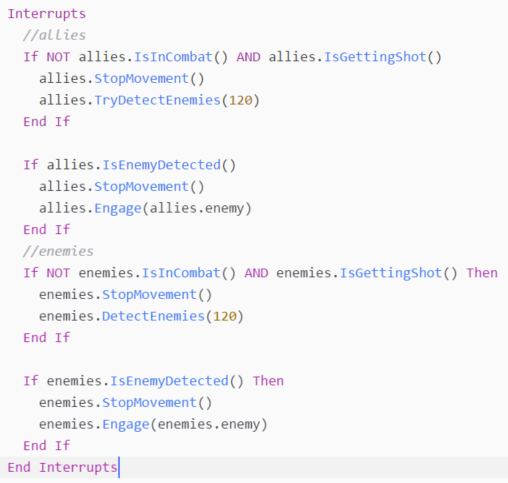 Interrupts
//allies
If NOT allies.IsInCombat() AND allies.IsGettingShot()
allies.StopMovement()
allies.TryDetectEnemies(120)
End If
If allies.IsEnemyDetected()
allies.StopMovement()
allies.Engage(allies.enemy)
End If
//enemies
If NOT enemies.IsInCombat() AND enemies.IsGettingShot() Then
enemies.StopMovement()
enemies.DetectEnemies(120)
End If
If enemies.IsEnemyDetected() Then
enemies.StopMovement()
enemies.Engage(enemies.enemy)
End If
End Interrupts